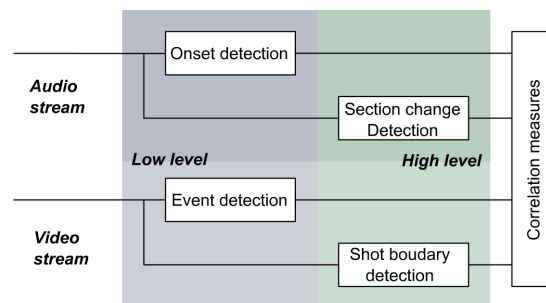 Onset detection
Audio
stream
Section change
Detection
Low level
High level
Event detection
Video
stream
Shot boudary
detection
Correlation measures